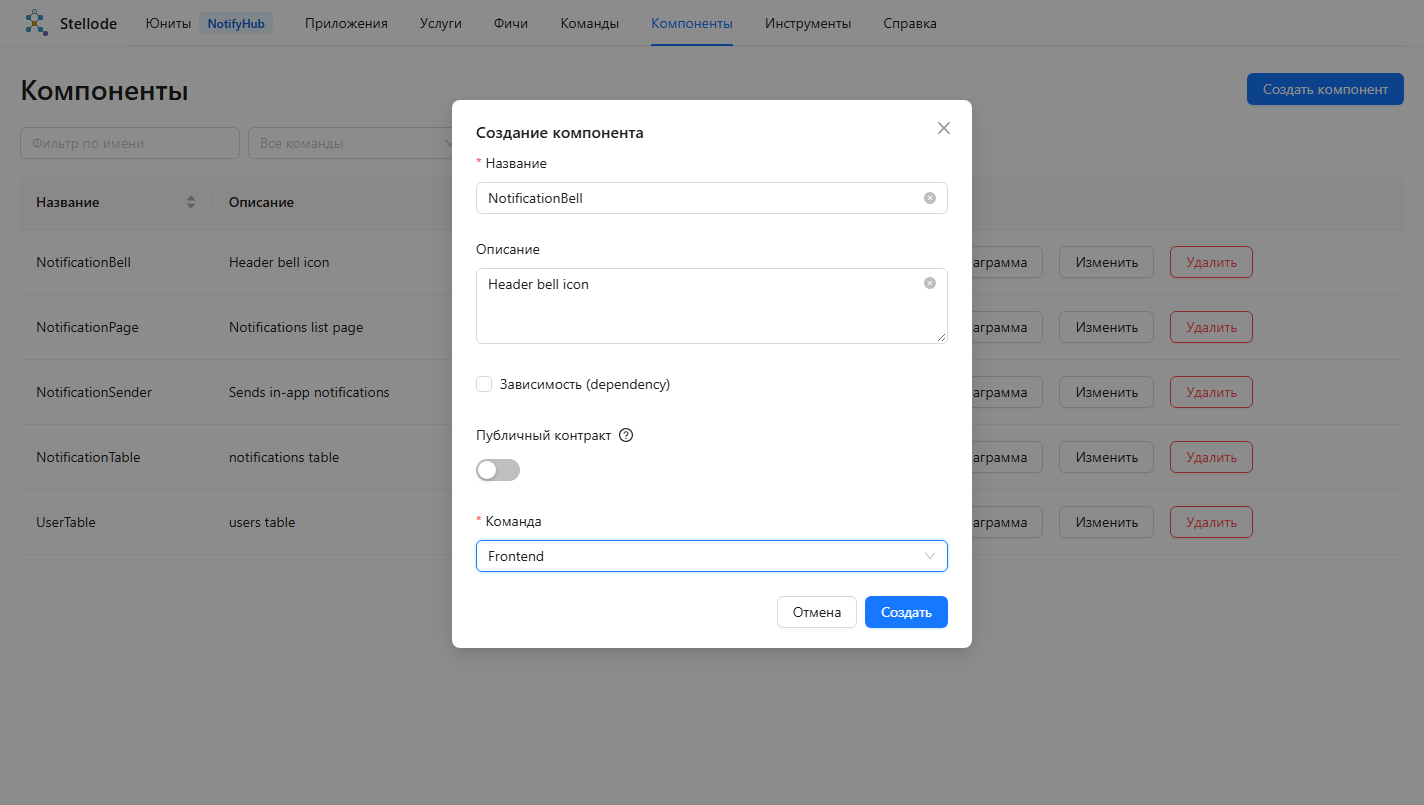 Stellode Юниты NotifyHub Приложения Услуги Фичи Команды Компоненты Инструменты Справка
Компоненты
Создать компонент
Фильтр по имени
Все команды
Название Описание
NotificationBell Header bell icon аграмма Изменить Удалить
NotificationPage Notifications list page аграмма Изменить Удалить
NotificationSender Sends in-app notifications аграмма Изменить Удалить
NotificationTable notifications table аграмма Изменить Удалить
UserTable users table аграмма Изменить Удалить
Создание компонента
* Название
NotificationBell
Описание
Header bell icon
Зависимость (dependency)
Публичный контракт
* Команда
Frontend
Отмена Создать